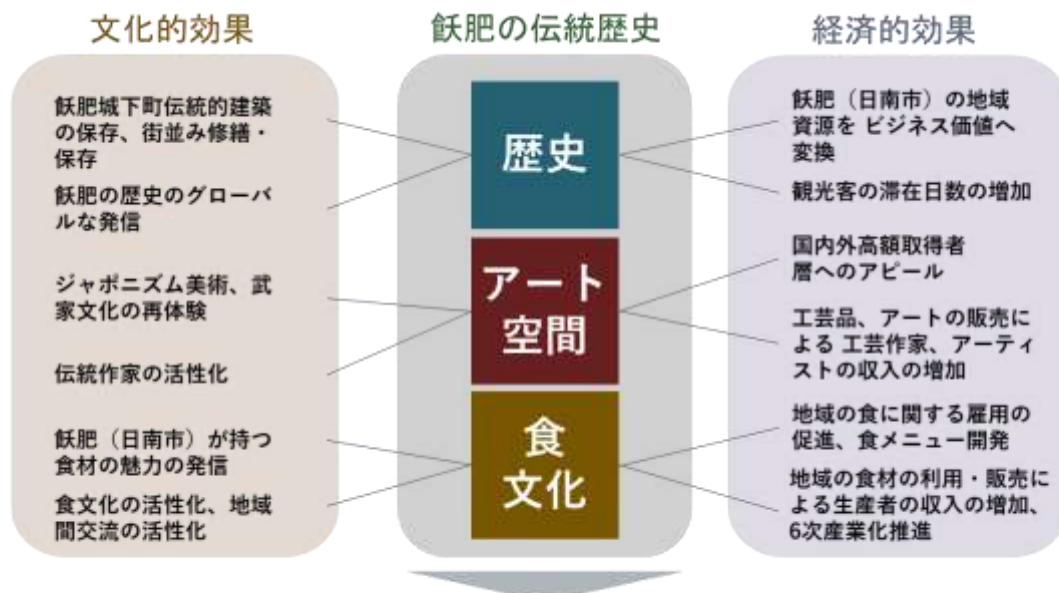 文化的効果
飫肥城下町伝統的建築
の保存、街並み修繕・
保存
飫肥の歴史のグローバ
ルな発信
ジャポニズム美術、武
家文化の再体験
伝統作家の活性化
飫肥（日南市）が持つ
食材の魅力の発信
食文化の活性化、地域
間交流の活性化
飫肥の伝統歴史
歴史
アート
空間
食
文化
経済的効果
飫肥（日南市）の地域
資源を ビジネス価値へ
変換
観光客の滞在日数の増加
国内外高額取得者
層へのアピール
工芸品、アートの販売に
よる 工芸作家、アーティ
ストの収入の増加
地域の食に関する雇用の
促進、食メニュー開発
地域の食材の利用・販売に
よる生産者の収入の増加、
6次産業化推進